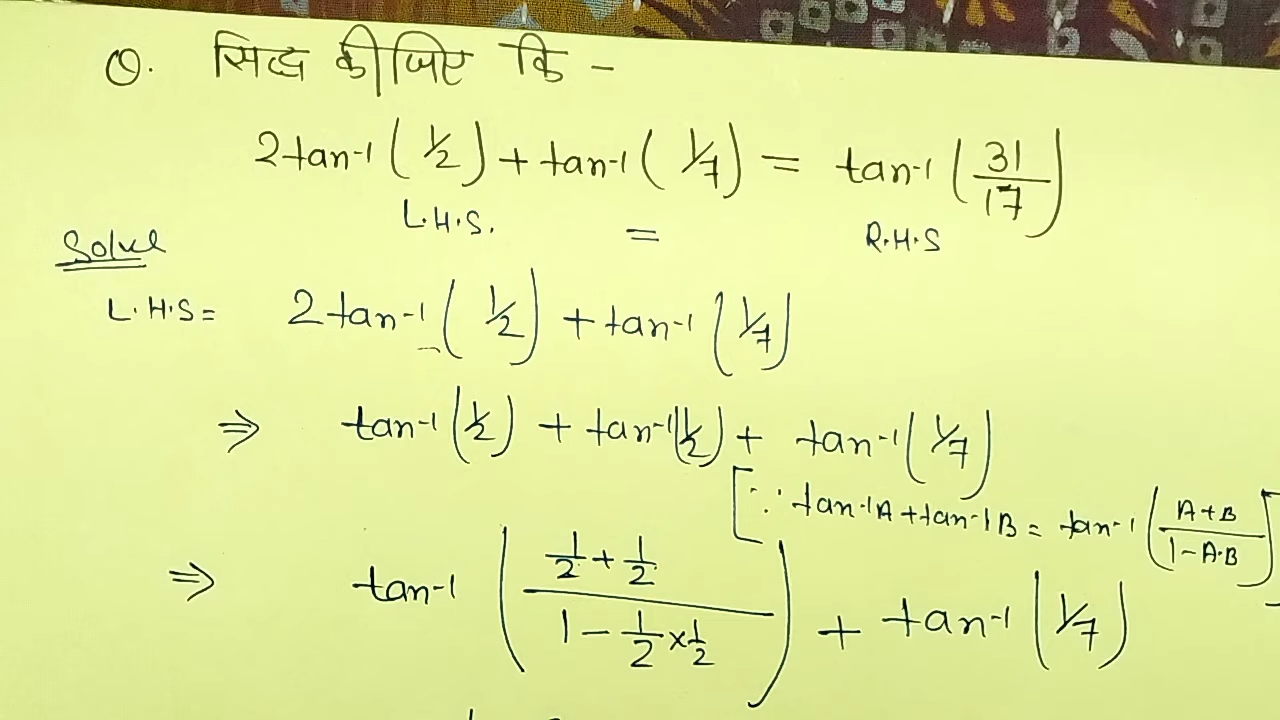 Q. सिद्ध कीजिए कि -
2tan-1 (1/2) + tan-1 (1/7) = tan-1 (31/17)
L.H.S. = R.H.S
Solve
L.H.S = 2tan-1 (1/2) + tan-1 (1/7)
⇒ tan-1 (1/2) + tan-1 (1/2) + tan-1 (1/7)
[∵ tan-1A + tan-1B = tan-1 (A+B / 1-A.B)]
⇒ tan-1 (1/2 + 1/2 / 1 - 1/2 × 1/2) + tan-1 (1/7)